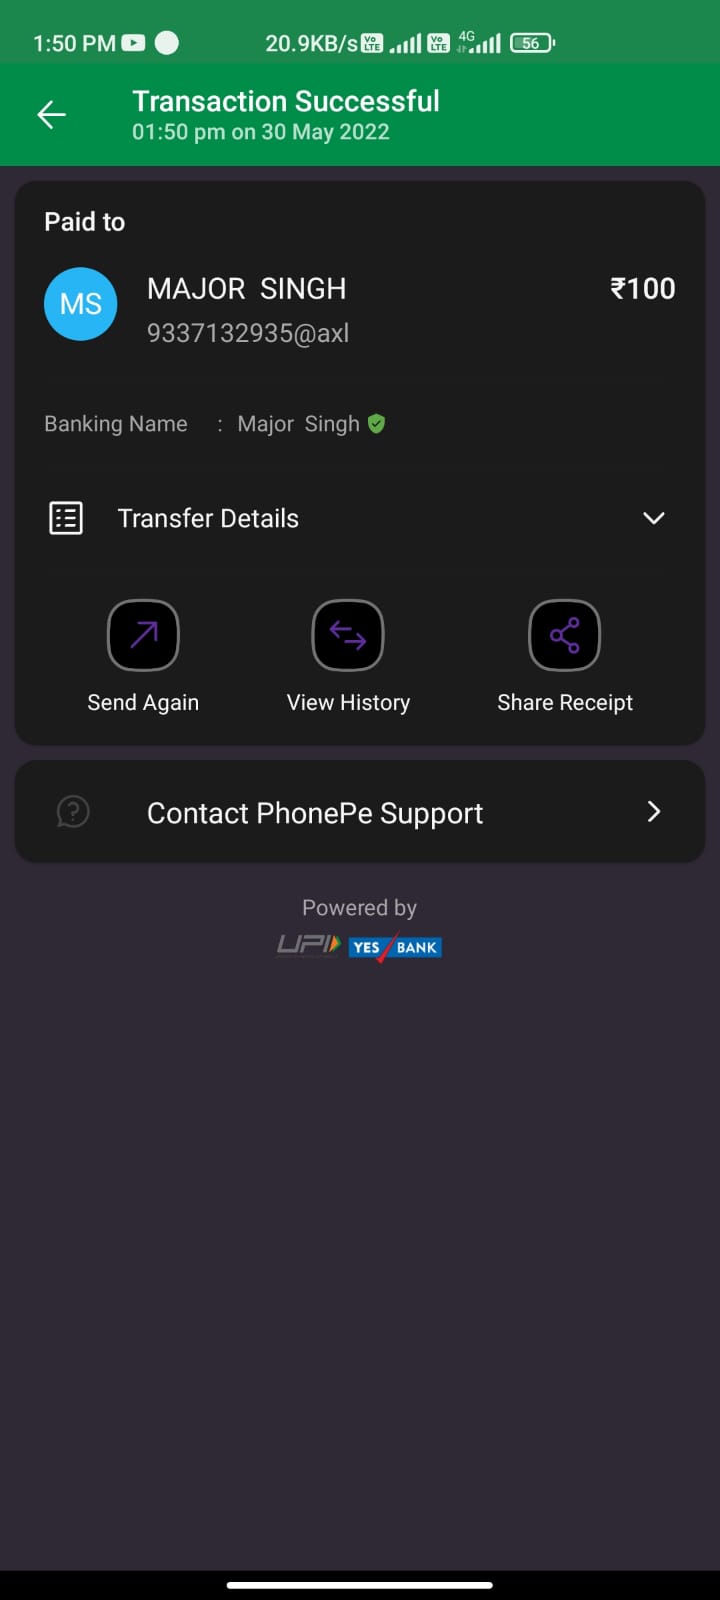 1:50 PM 20.9KB/s Vo LTE Vo LTE 4G 56
Transaction Successful
01:50 pm on 30 May 2022
Paid to
MS MAJOR SINGH ₹100
9337132935@axl
Banking Name : Major Singh
Transfer Details
Send Again View History Share Receipt
Contact PhonePe Support
Powered by
UPI YES BANK